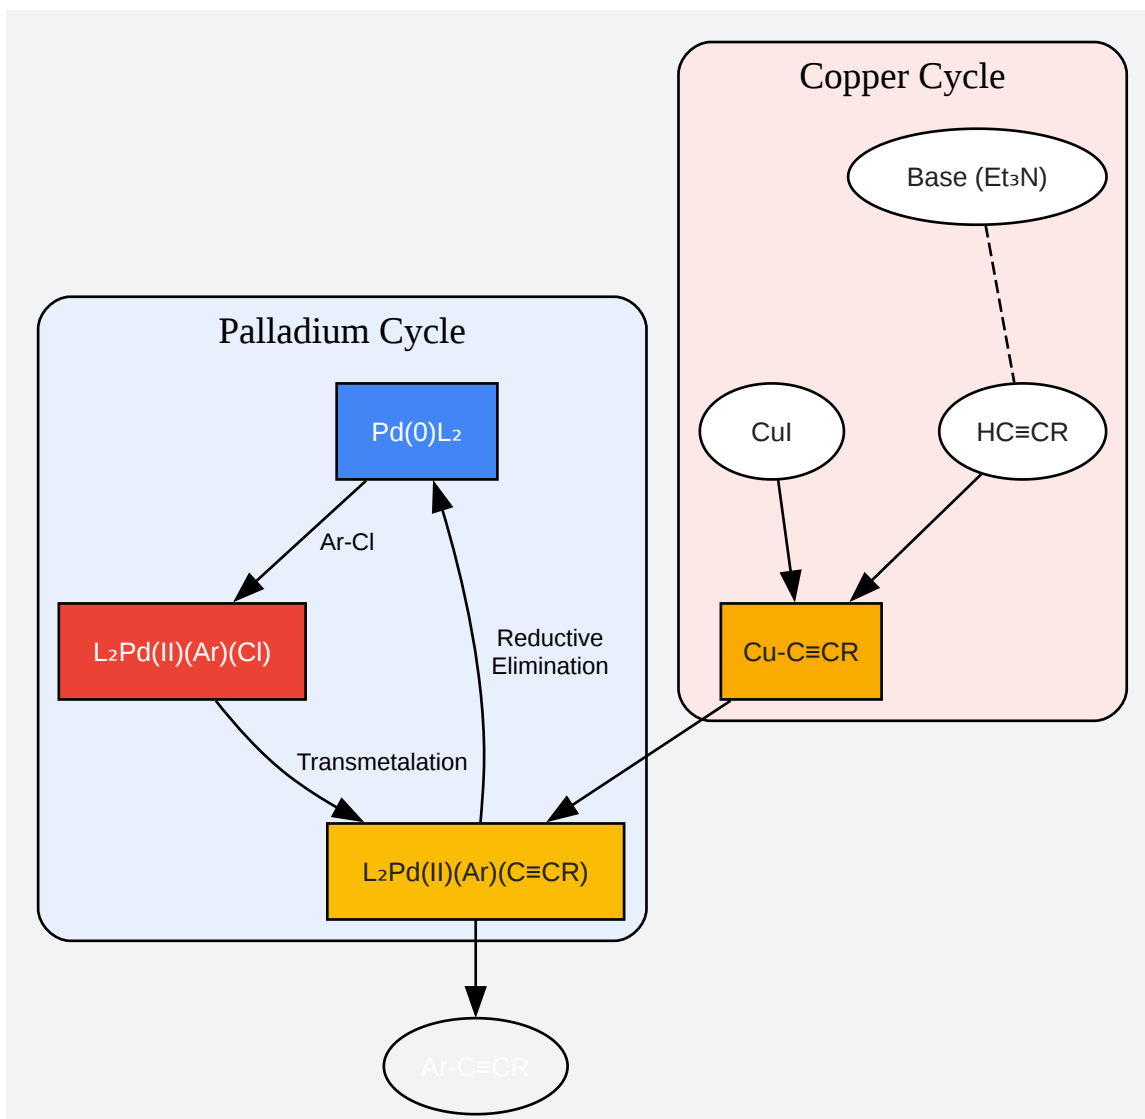 Copper Cycle
Base (Et₃N)
Palladium Cycle
Pd(0)L₂
CuI
HC≡CR
Ar-Cl
L₂Pd(II)(Ar)(Cl)
Reductive
Elimination
Cu-C≡CR
Transmetalation
L₂Pd(II)(Ar)(C≡CR)
Ar-C≡CR